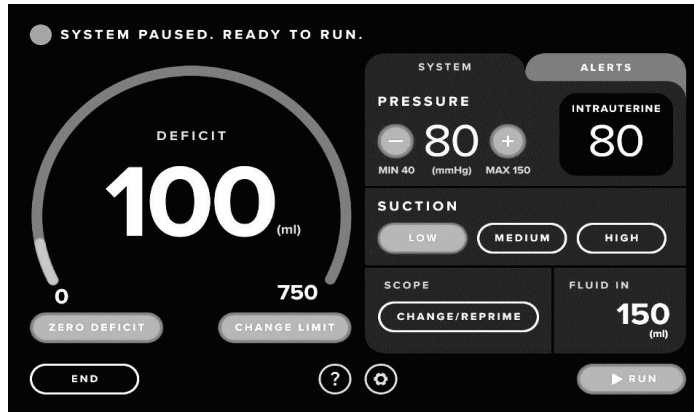 SYSTEM PAUSED. READY TO RUN.
DEFICIT
100 (ml)
0
750
ZERO DEFICIT
CHANGE LIMIT
END
?
SYSTEM
ALERTS
PRESSURE
− 80 +
MIN 40 (mmHg) MAX 150
INTRAUTERINE
80
SUCTION
LOW MEDIUM HIGH
SCOPE
CHANGE/REPRIME
FLUID IN
150
(ml)
RUN